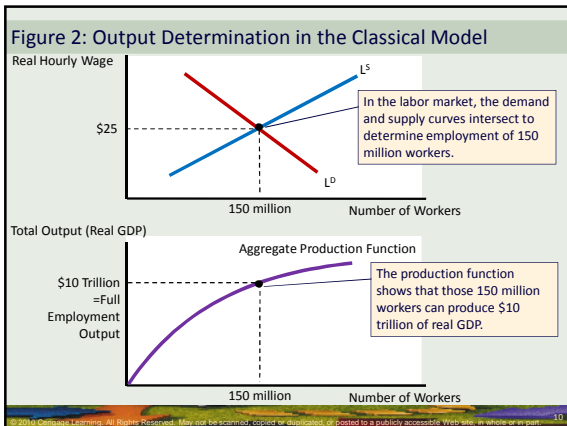 Figure 2: Output Determination in the Classical Model
Real Hourly Wage
L^S
In the labor market, the demand
and supply curves intersect to
determine employment of 150
million workers.
$25
L^D
150 million
Number of Workers
Total Output (Real GDP)
Aggregate Production Function
$10 Trillion
=Full
Employment
Output
The production function
shows that those 150 million
workers can produce $10
trillion of real GDP.
150 million
Number of Workers
10
© 2010 Cengage Learning. All Rights Reserved. May not be scanned, copied or duplicated, or posted to a publicly accessible Web site, in whole or in part.